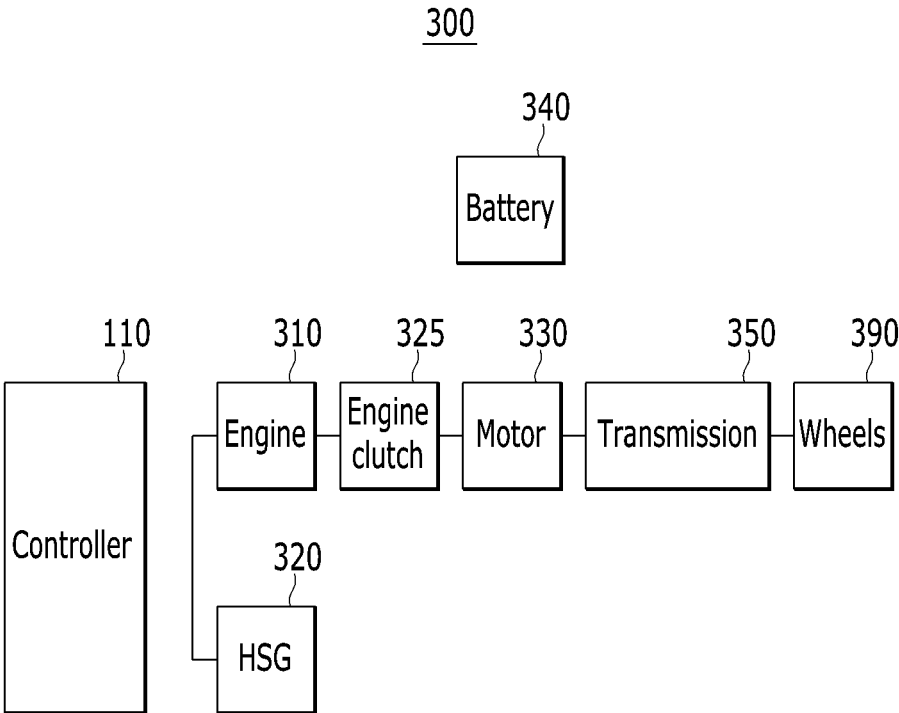 300
340
Battery
110
310
325
330
350
390
Controller
Engine
Engine
clutch
Motor
Transmission
Wheels
320
HSG